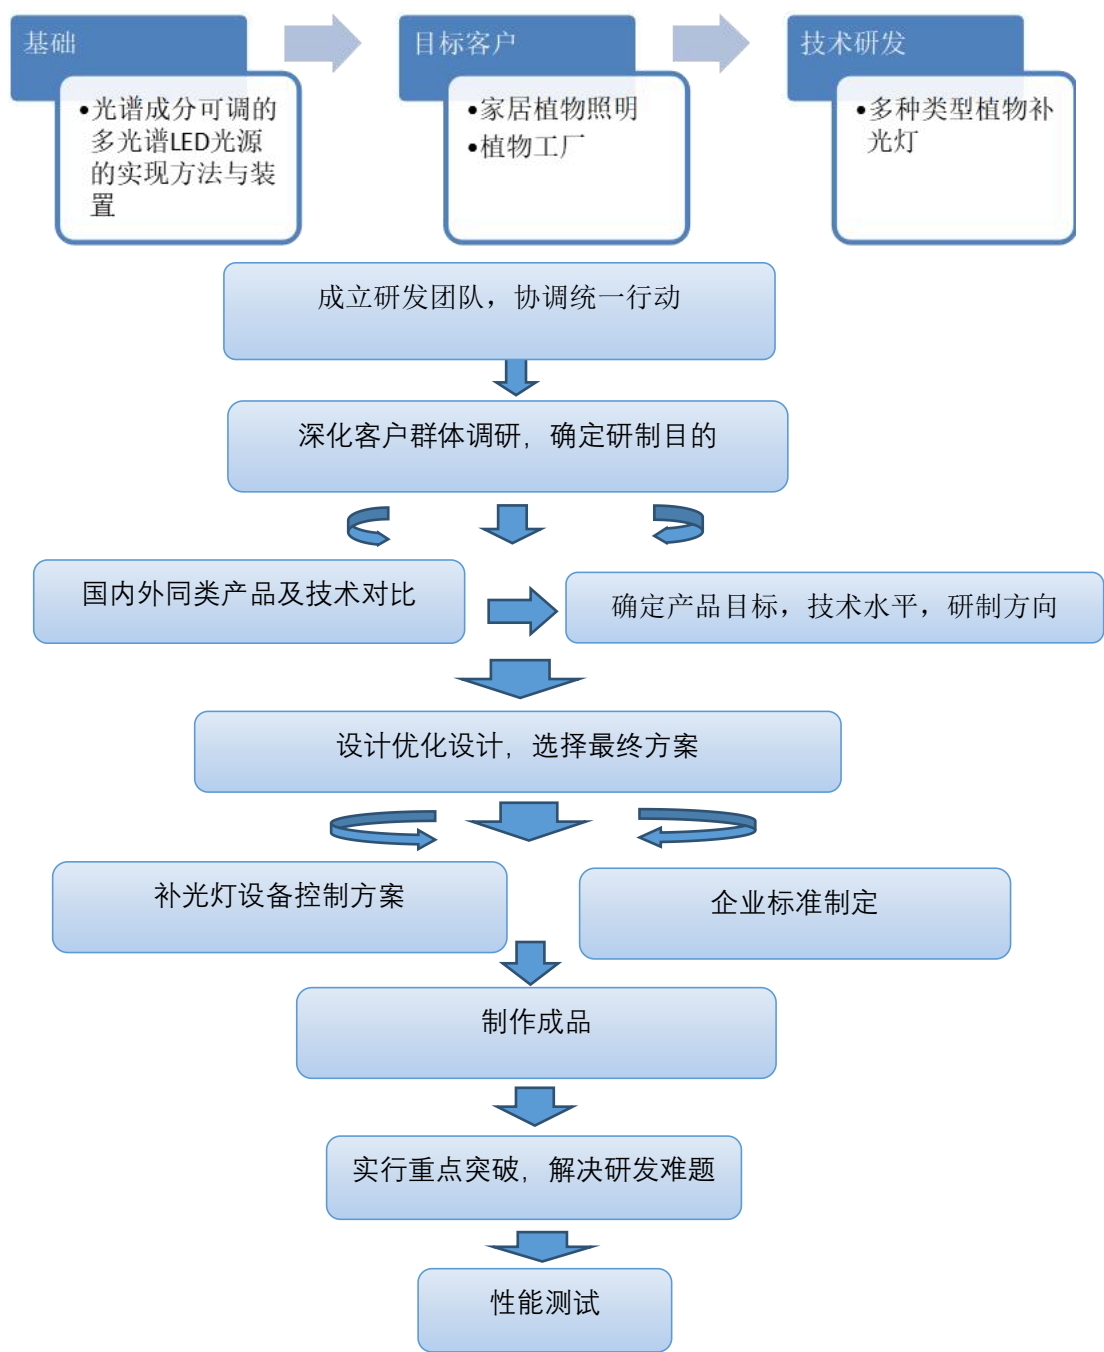 基础
目标客户
技术研发
•光谱成分可调的
多光谱LED光源
的实现方法与装
置
•家居植物照明
•植物工厂
•多种类型植物补
光灯
成立研发团队，协调统一行动
深化客户群体调研，确定研制目的
国内外同类产品及技术对比
确定产品目标，技术水平，研制方向
设计优化设计，选择最终方案
补光灯设备控制方案
企业标准制定
制作成品
实行重点突破，解决研发难题
性能测试